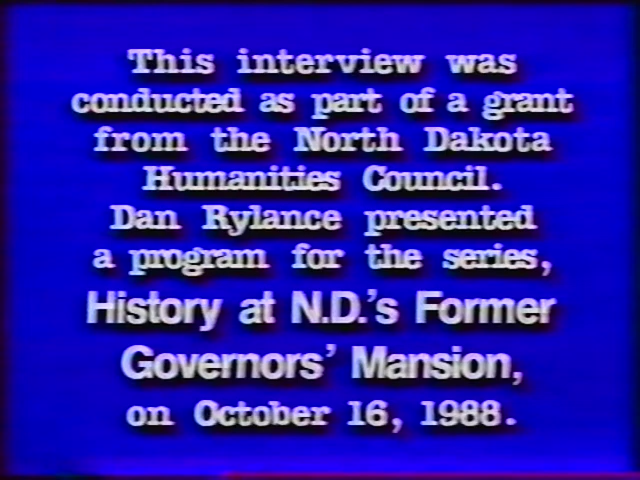 This interview was
conducted as part of a grant
from the North Dakota
Humanities Council.
Dan Rylance presented
a program for the series,
History at N.D.'s Former
Governors' Mansion,
on October 16, 1988.